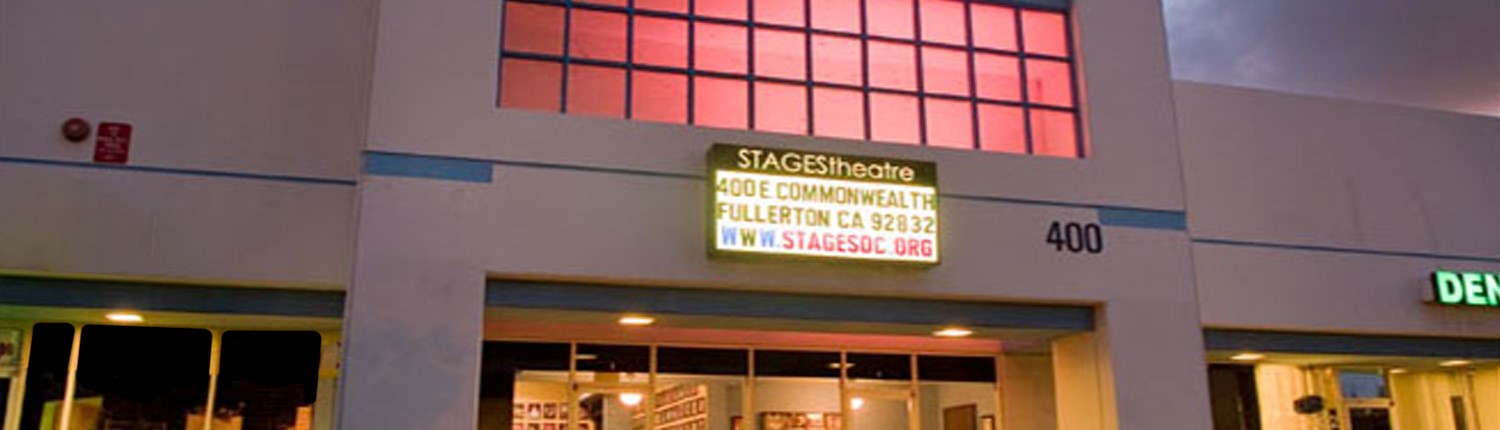 STAGEStheatre
400 E. COMMONWEALTH
FULLERTON CA 92832
WWW.STAGESOC.ORG
400
DEN